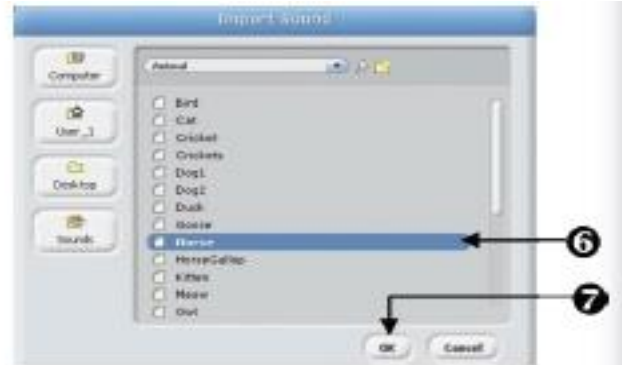 Import Sound
Computer
User_1
Desktop
Sounds
Animal
Bird
Cat
Cricket
Crickets
Dog1
Dog2
Duck
Goose
Horse
HorseGallop
Kitten
Meow
Owl
OK
Cancel
6
7